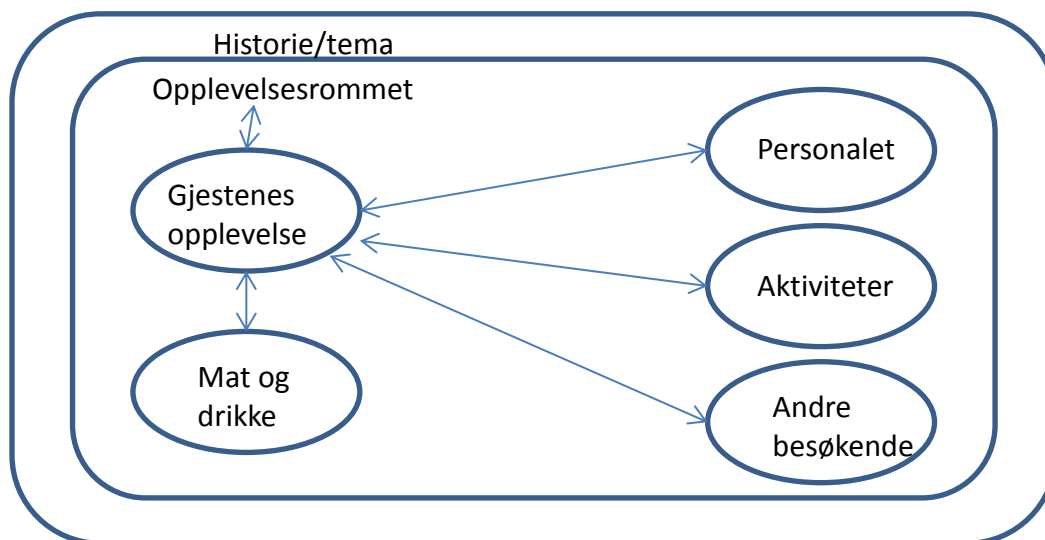 Historie/tema
Opplevelsesrommet
Personalet
Gjestenes
opplevelse
Aktiviteter
Mat og
drikke
Andre
besøkende